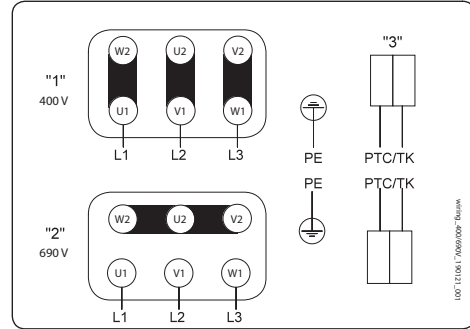 "1"
400 V
W2 U2 V2
U1 V1 W1
L1 L2 L3
"2"
690 V
W2 U2 V2
U1 V1 W1
L1 L2 L3
PE
PE
"3"
PTC/TK
PTC/TK
wiring_400/690V_190121_001